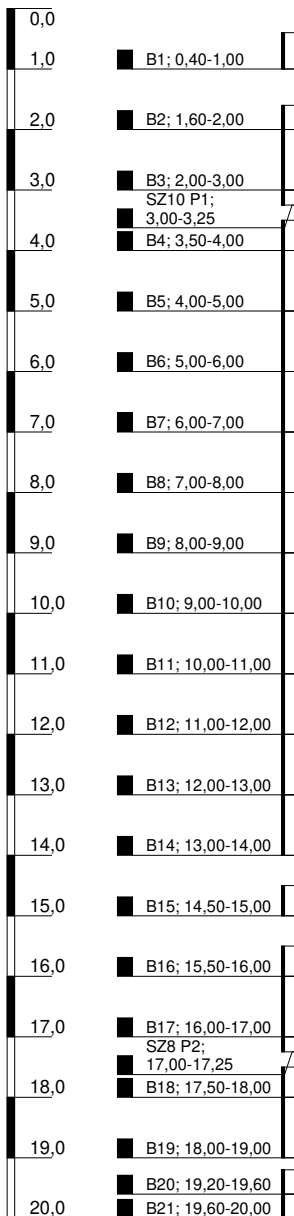 0,0
1,0 B1; 0,40-1,00
2,0 B2; 1,60-2,00
3,0 B3; 2,00-3,00
SZ10 P1;
3,00-3,25
4,0 B4; 3,50-4,00
5,0 B5; 4,00-5,00
6,0 B6; 5,00-6,00
7,0 B7; 6,00-7,00
8,0 B8; 7,00-8,00
9,0 B9; 8,00-9,00
10,0 B10; 9,00-10,00
11,0 B11; 10,00-11,00
12,0 B12; 11,00-12,00
13,0 B13; 12,00-13,00
14,0 B14; 13,00-14,00
15,0 B15; 14,50-15,00
16,0 B16; 15,50-16,00
17,0 B17; 16,00-17,00
SZ8 P2;
17,00-17,25
18,0 B18; 17,50-18,00
19,0 B19; 18,00-19,00
B20; 19,20-19,60
20,0 B21; 19,60-20,00